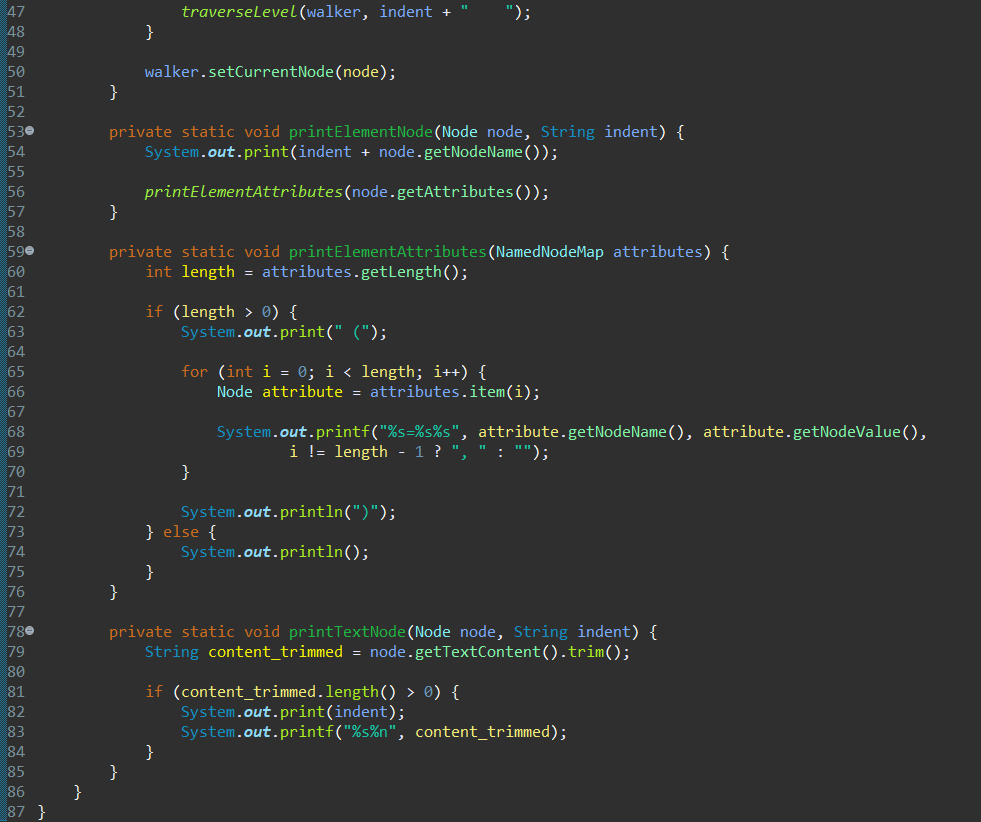 47                 traverseLevel(walker, indent + "    ");
48             }
49
50             walker.setCurrentNode(node);
51         }
52
53         private static void printElementNode(Node node, String indent) {
54             System.out.print(indent + node.getNodeName());
55
56             printElementAttributes(node.getAttributes());
57         }
58
59         private static void printElementAttributes(NamedNodeMap attributes) {
60             int length = attributes.getLength();
61
62             if (length > 0) {
63                 System.out.print(" (");
64
65                 for (int i = 0; i < length; i++) {
66                     Node attribute = attributes.item(i);
67
68                     System.out.printf("%s=%s%s", attribute.getNodeName(), attribute.getNodeValue(),
69                             i != length - 1 ? ", " : "");
70                 }
71
72                 System.out.println(")");
73             } else {
74                 System.out.println();
75             }
76         }
77
78         private static void printTextNode(Node node, String indent) {
79             String content_trimmed = node.getTextContent().trim();
80
81             if (content_trimmed.length() > 0) {
82                 System.out.print(indent);
83                 System.out.printf("%s%n", content_trimmed);
84             }
85         }
86     }
87 }